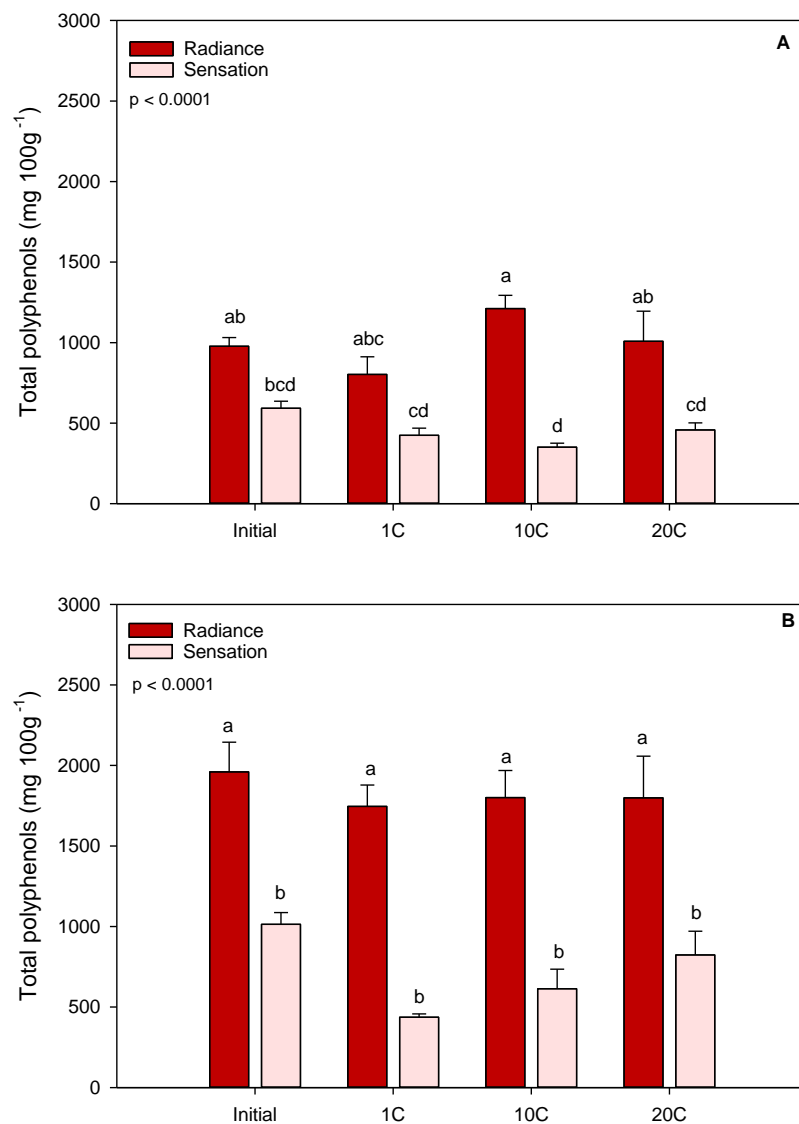 3000
A
Radiance
Sensation
2500
p < 0.0001
2000
1500
1000
500
0
Total polyphenols (mg 100g⁻¹)
a
ab
ab
abc
bcd
cd
d
cd
Initial
1C
10C
20C
3000
B
Radiance
Sensation
2500
p < 0.0001
2000
1500
1000
500
0
Total polyphenols (mg 100g⁻¹)
a
a
a
a
b
b
b
b
Initial
1C
10C
20C